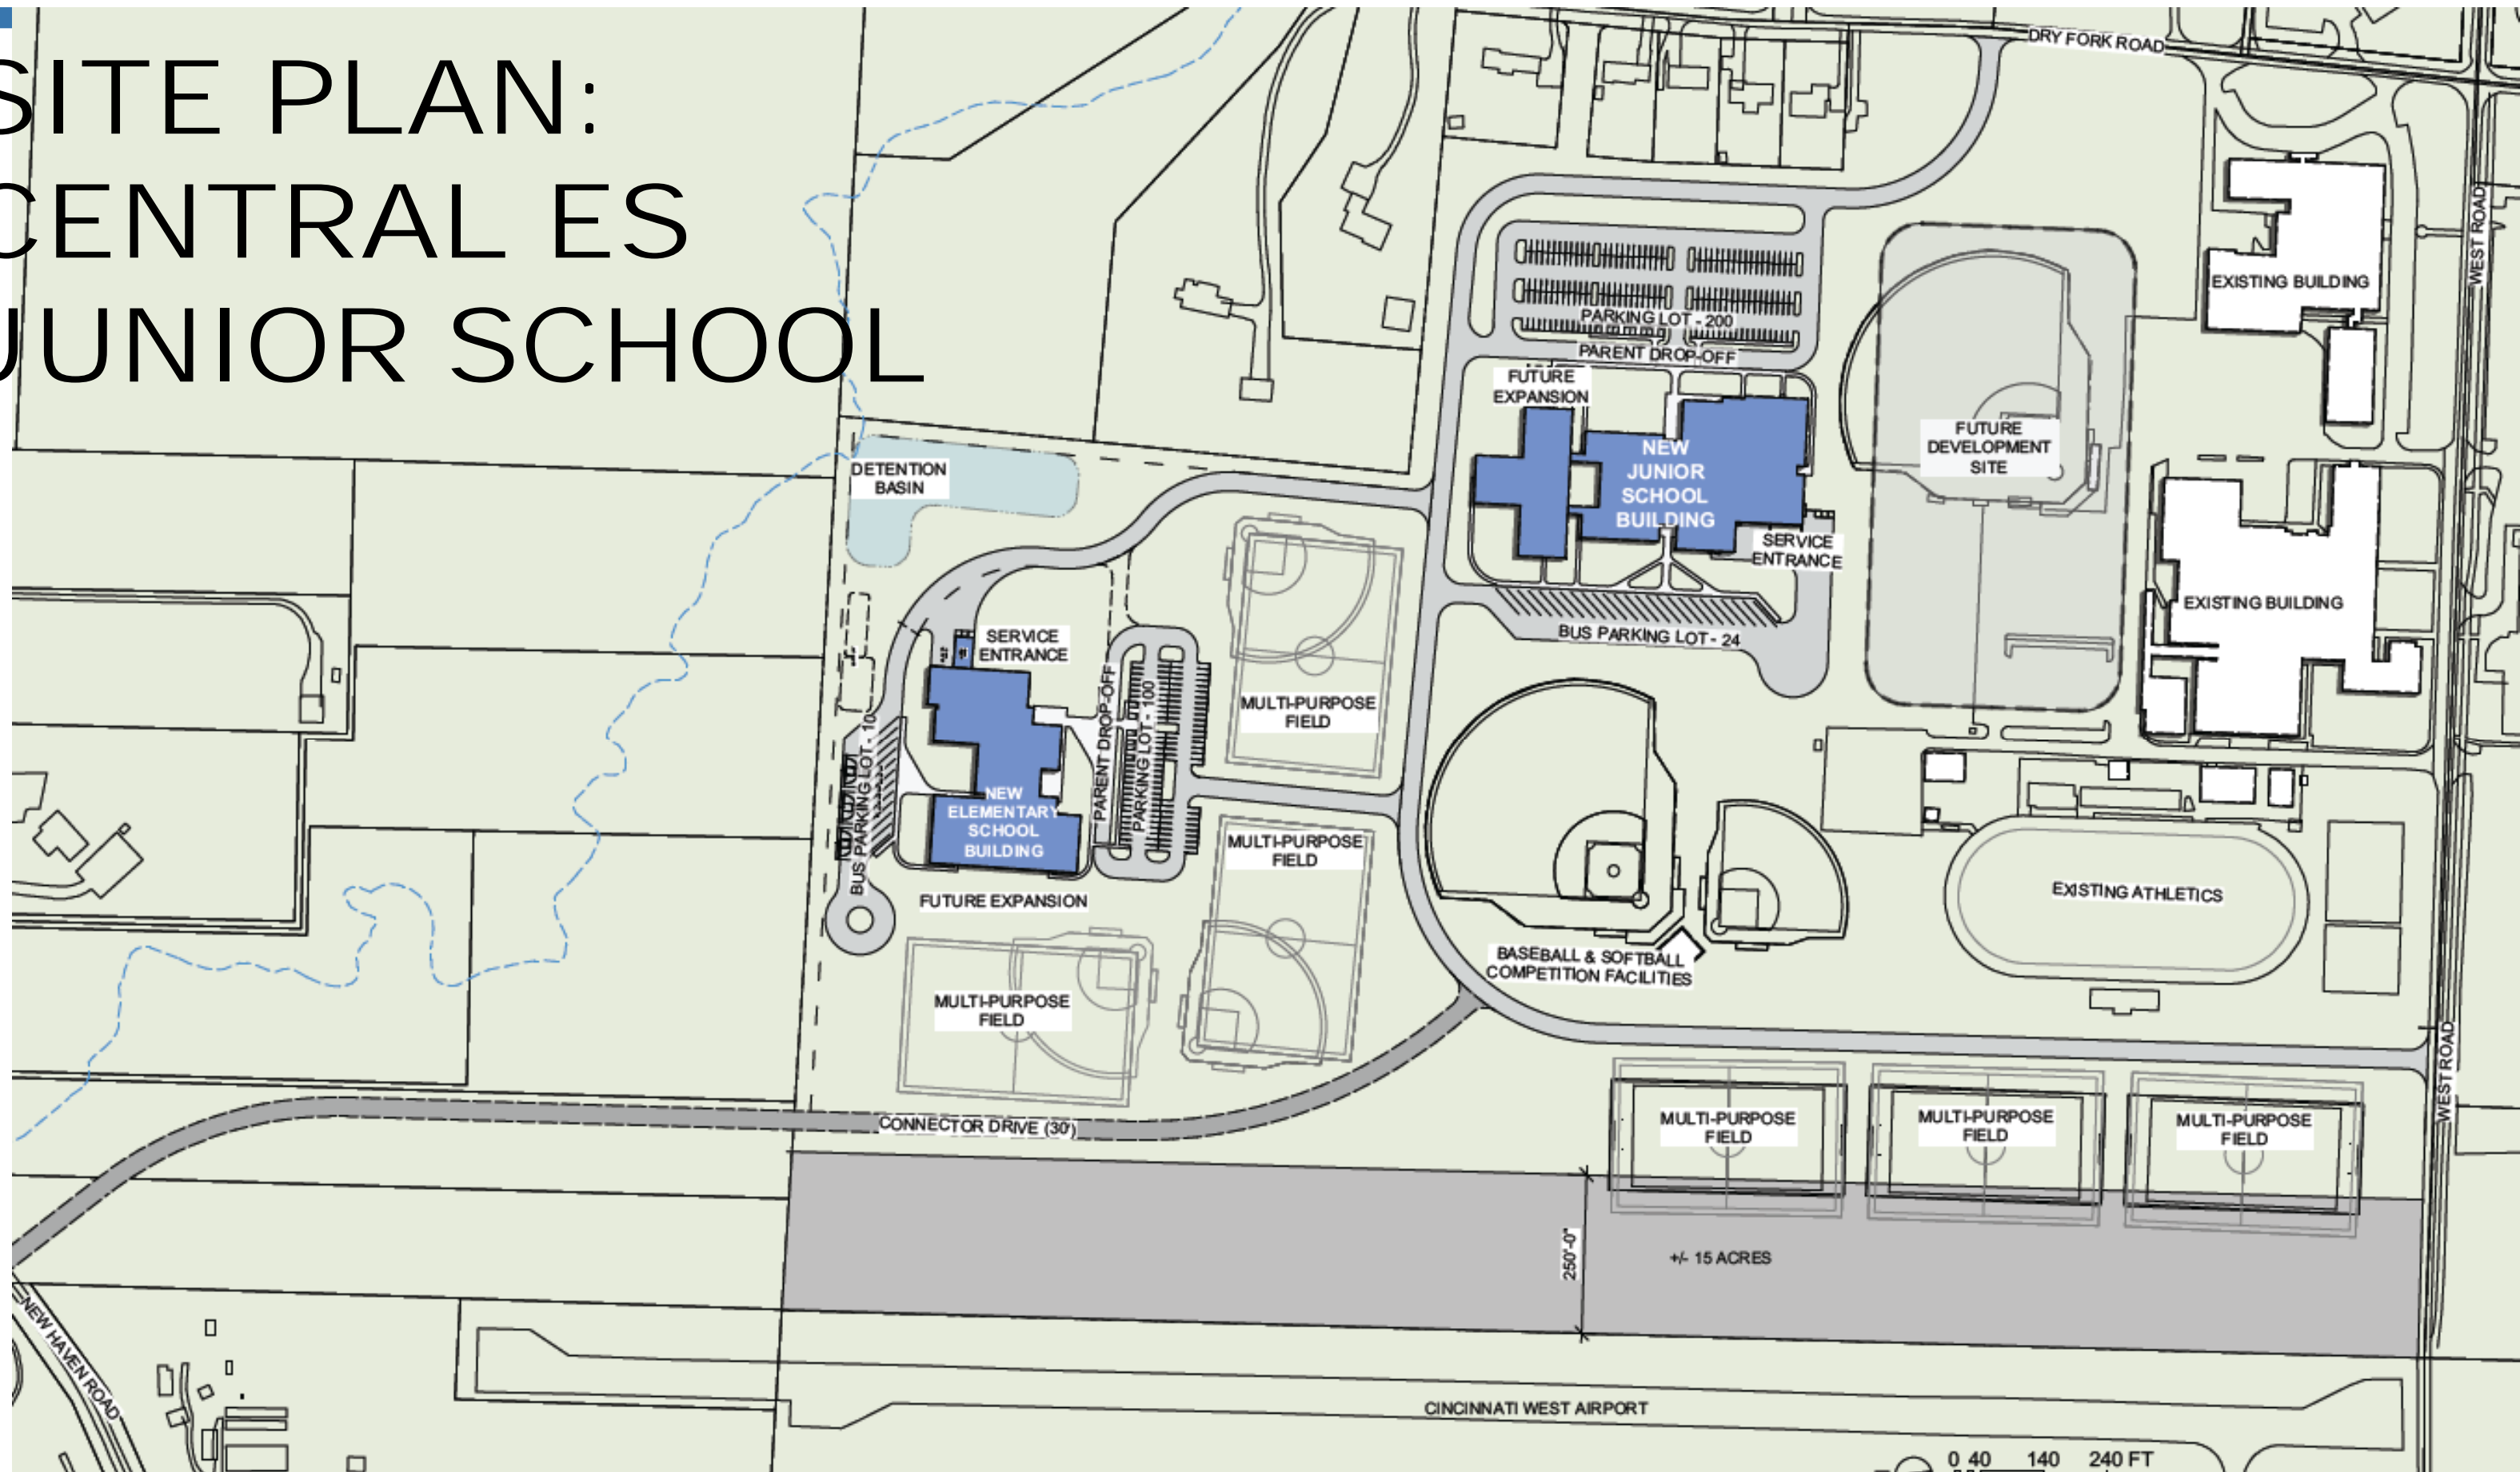 SITE PLAN:
CENTRAL ES
JUNIOR SCHOOL
DRY FORK ROAD
WEST ROAD
EXISTING BUILDING
PARKING LOT - 200
PARENT DROP-OFF
FUTURE
EXPANSION
NEW
JUNIOR
SCHOOL
BUILDING
FUTURE
DEVELOPMENT
SITE
DETENTION
BASIN
SERVICE
ENTRANCE
EXISTING BUILDING
BUS PARKING LOT - 24
SERVICE
ENTRANCE
MULTI-PURPOSE
FIELD
BUS PARKING LOT - 10
PARENT DROP-OFF
PARKING LOT - 100
NEW
ELEMENTARY
SCHOOL
BUILDING
MULTI-PURPOSE
FIELD
FUTURE EXPANSION
EXISTING ATHLETICS
BASEBALL & SOFTBALL
COMPETITION FACILITIES
MULTI-PURPOSE
FIELD
WEST ROAD
CONNECTOR DRIVE (30')
MULTI-PURPOSE
FIELD
MULTI-PURPOSE
FIELD
MULTI-PURPOSE
FIELD
250'-0"
+/- 15 ACRES
NEW HAVEN ROAD
CINCINNATI WEST AIRPORT
0 40 140 240 FT